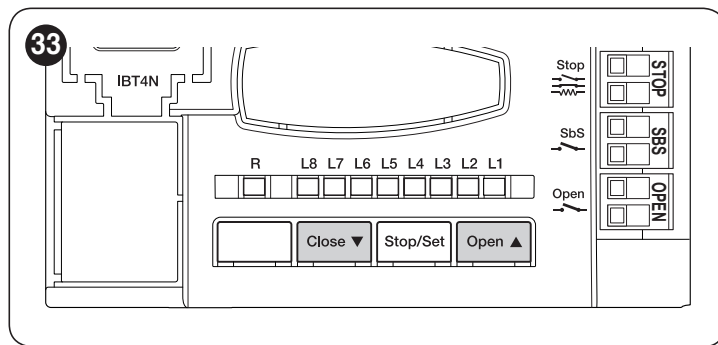 33
IBT4N
Stop
STOP
SbS
SBS
Open
OPEN
R L8 L7 L6 L5 L4 L3 L2 L1
Close ▼ Stop/Set Open ▲